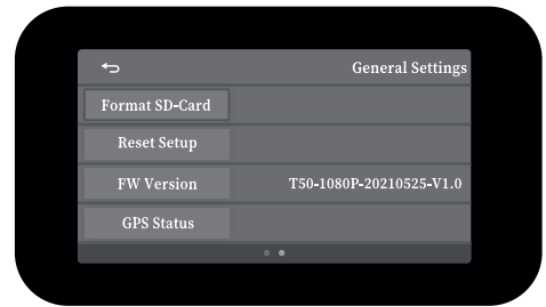 General Settings
Format SD-Card
Reset Setup
FW Version T50-1080P-20210525-V1.0
GPS Status